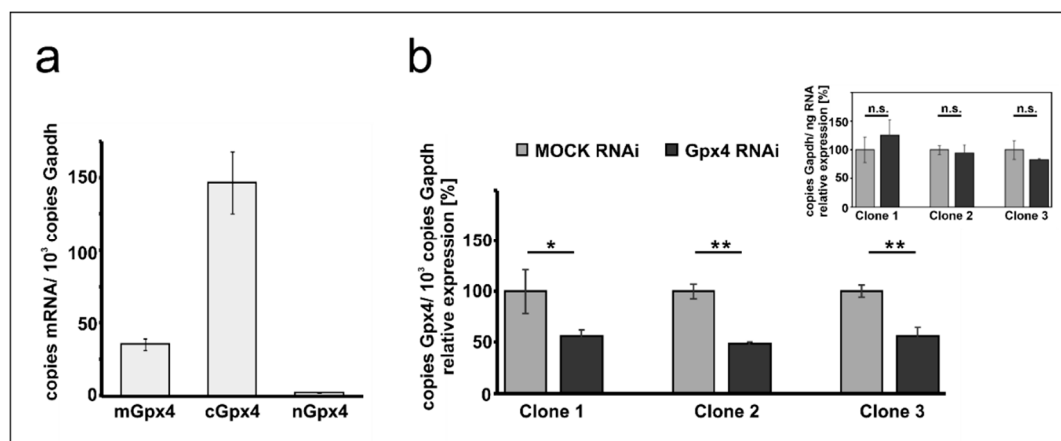 a
copies mRNA/ 10³ copies Gapdh
150
100
50
0
mGpx4 cGpx4 nGpx4
b
MOCK RNAi Gpx4 RNAi
copies Gpx4/ 10³ copies Gapdh
relative expression [%]
150
100
50
0
* ** **
Clone 1 Clone 2 Clone 3
copies Gapdh/ ng RNA
relative expression [%]
150
100
50
0
n.s. n.s. n.s.
Clone 1 Clone 2 Clone 3